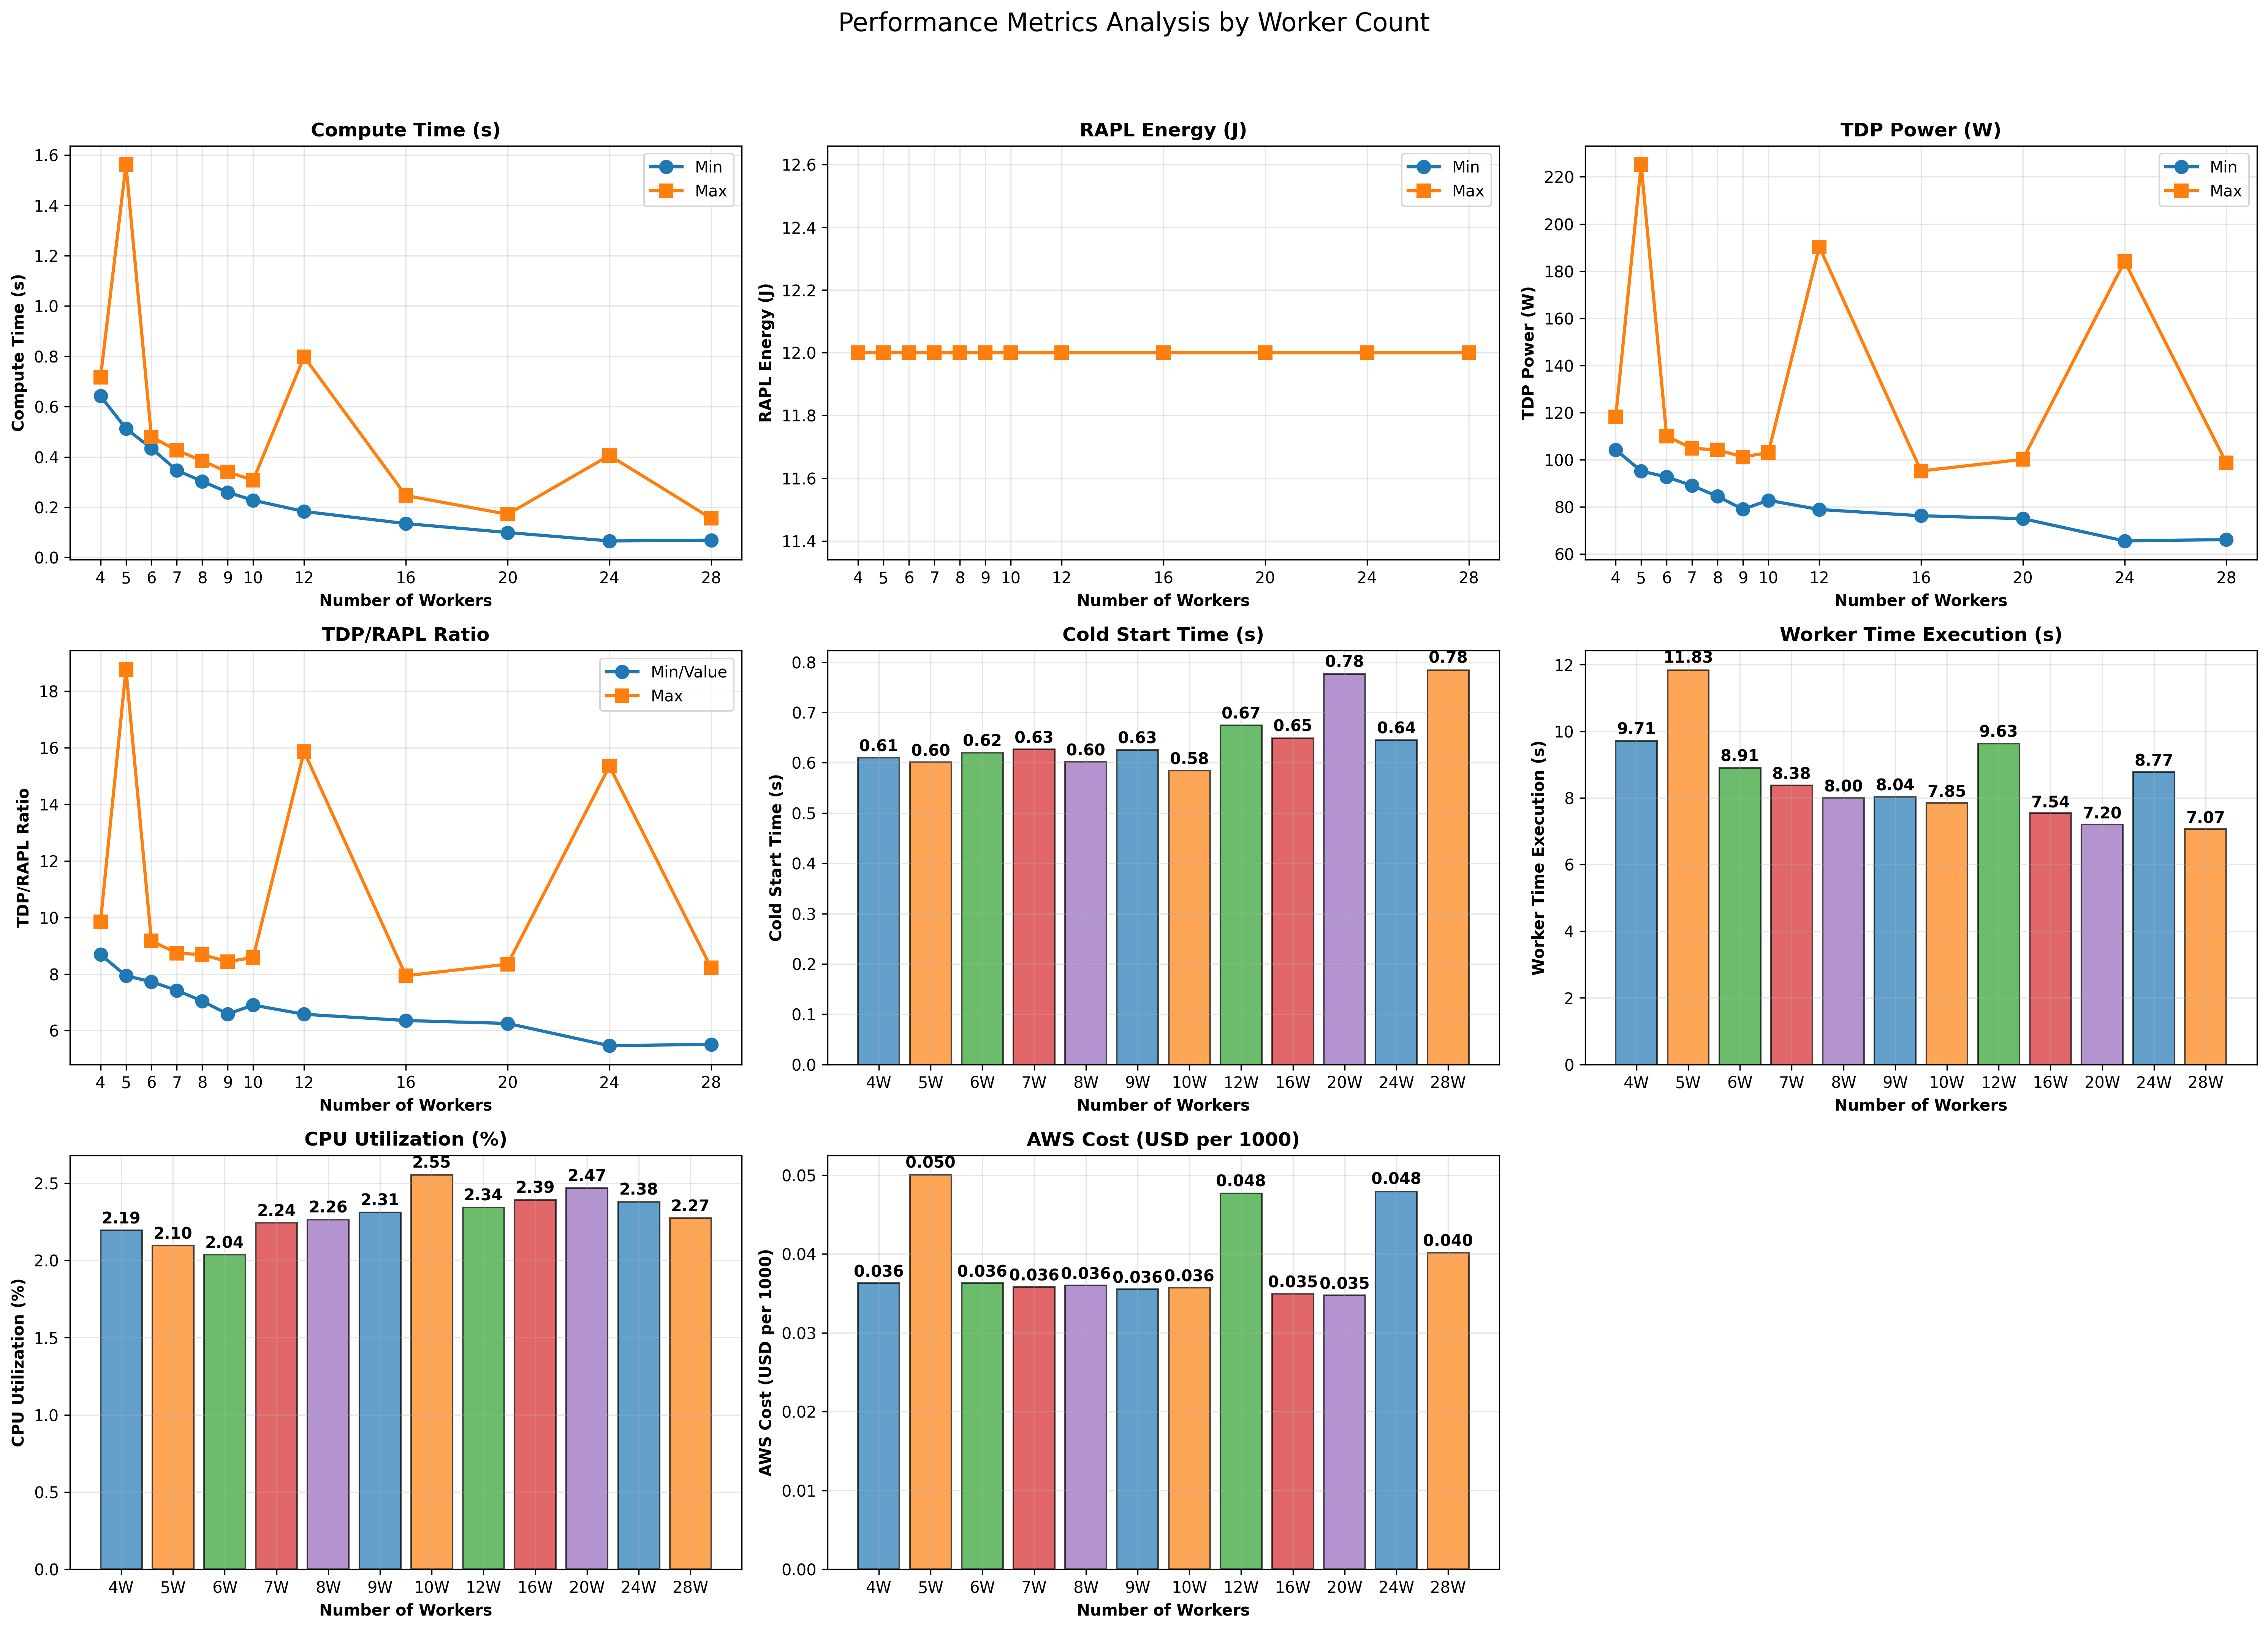 Performance Metrics Analysis by Worker Count
Compute Time (s)
Compute Time (s)
1.6
1.4
1.2
1.0
0.8
0.6
0.4
0.2
0.0
Min
Max
4 5 6 7 8 9 10 12 16 20 24 28
Number of Workers
RAPL Energy (J)
RAPL Energy (J)
12.6
12.4
12.2
12.0
11.8
11.6
11.4
Min
Max
4 5 6 7 8 9 10 12 16 20 24 28
Number of Workers
TDP Power (W)
TDP Power (W)
220
200
180
160
140
120
100
80
60
Min
Max
4 5 6 7 8 9 10 12 16 20 24 28
Number of Workers
TDP/RAPL Ratio
TDP/RAPL Ratio
18
16
14
12
10
8
6
Min/Value
Max
4 5 6 7 8 9 10 12 16 20 24 28
Number of Workers
Cold Start Time (s)
Cold Start Time (s)
0.8
0.7
0.6
0.5
0.4
0.3
0.2
0.1
0.0
0.61 0.60 0.62 0.63 0.60 0.63 0.58 0.67 0.65 0.78 0.64 0.78
4W 5W 6W 7W 8W 9W 10W 12W 16W 20W 24W 28W
Number of Workers
Worker Time Execution (s)
Worker Time Execution (s)
12
10
8
6
4
2
0
9.71 11.83 8.91 8.38 8.00 8.04 7.85 9.63 7.54 7.20 8.77 7.07
4W 5W 6W 7W 8W 9W 10W 12W 16W 20W 24W 28W
Number of Workers
CPU Utilization (%)
CPU Utilization (%)
2.5
2.0
1.5
1.0
0.5
0.0
2.19 2.10 2.04 2.24 2.26 2.31 2.55 2.34 2.39 2.47 2.38 2.27
4W 5W 6W 7W 8W 9W 10W 12W 16W 20W 24W 28W
Number of Workers
AWS Cost (USD per 1000)
AWS Cost (USD per 1000)
0.05
0.04
0.03
0.02
0.01
0.00
0.036 0.050 0.036 0.036 0.036 0.036 0.036 0.048 0.035 0.035 0.048 0.040
4W 5W 6W 7W 8W 9W 10W 12W 16W 20W 24W 28W
Number of Workers